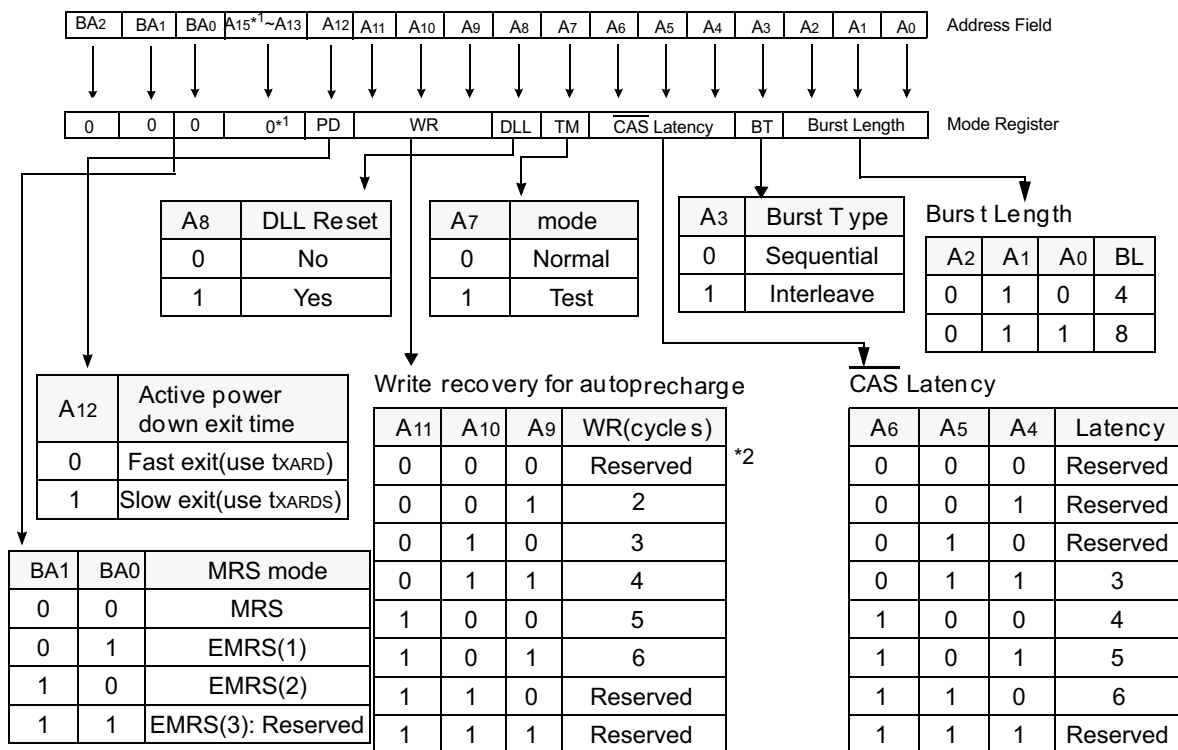 BA2 BA1 BA0 A15*1~A13 A12 A11 A10 A9 A8 A7 A6 A5 A4 A3 A2 A1 A0 Address Field
0 0 0 0*1 PD WR DLL TM CAS Latency BT Burst Length Mode Register
A8 DLL Reset
0 No
1 Yes
A7 mode
0 Normal
1 Test
A3 Burst Type
0 Sequential
1 Interleave
Burst Length
A2 A1 A0 BL
0 1 0 4
0 1 1 8
A12 Active power
down exit time
0 Fast exit(use tXARD)
1 Slow exit(use tXARDS)
Write recovery for autoprecharge
A11 A10 A9 WR(cycles)
*2
0 0 0 Reserved
0 0 1 2
0 1 0 3
0 1 1 4
1 0 0 5
1 0 1 6
1 1 0 Reserved
1 1 1 Reserved
CAS Latency
A6 A5 A4 Latency
0 0 0 Reserved
0 0 1 Reserved
0 1 0 Reserved
0 1 1 3
1 0 0 4
1 0 1 5
1 1 0 6
1 1 1 Reserved
BA1 BA0 MRS mode
0 0 MRS
0 1 EMRS(1)
1 0 EMRS(2)
1 1 EMRS(3): Reserved